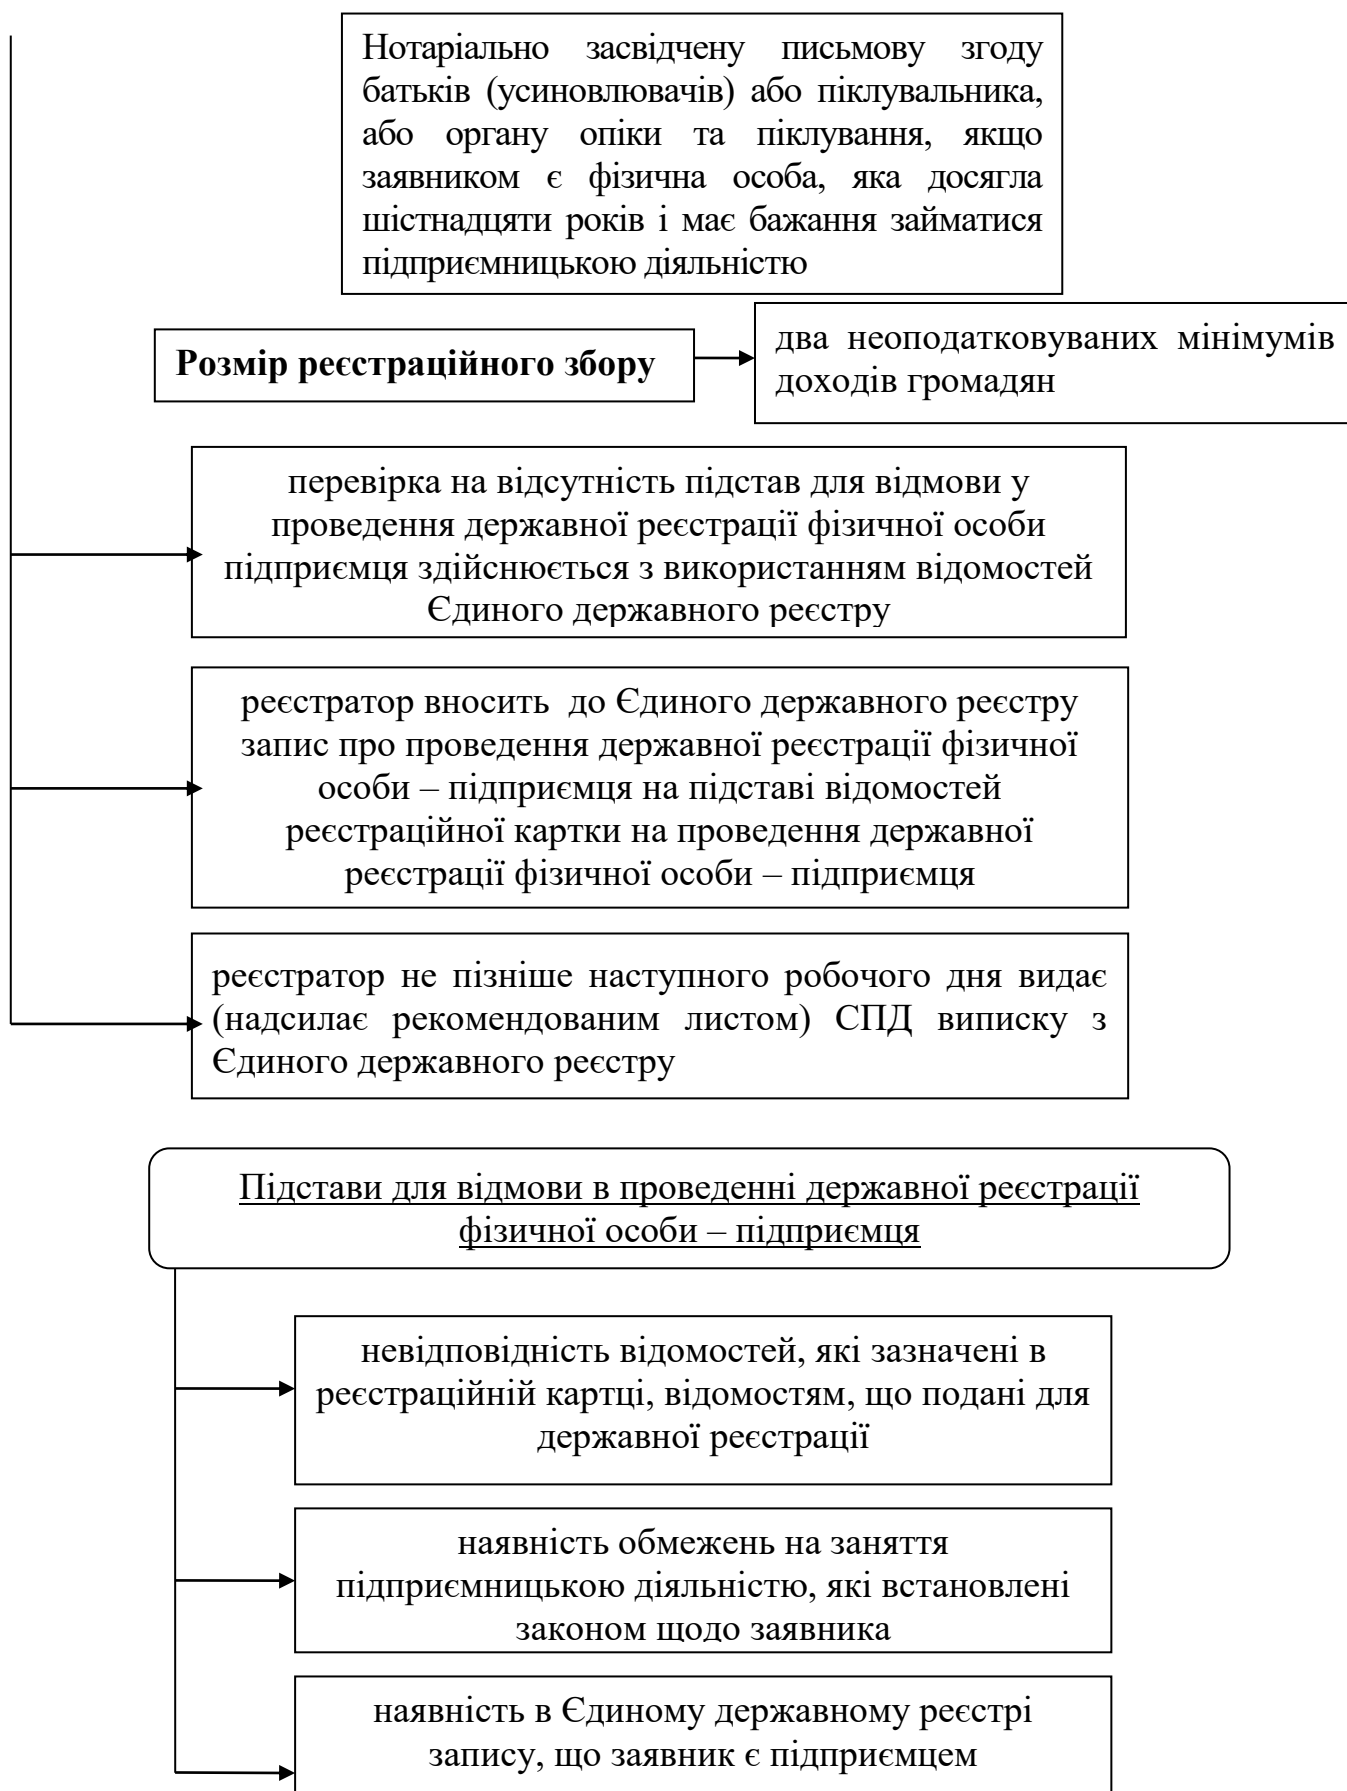 Нотаріально засвідчену письмову згоду
батьків (усиновлювачів) або піклувальника,
або органу опіки та піклування, якщо
заявником є фізична особа, яка досягла
шістнадцяти років і має бажання займатися
підприємницькою діяльністю
Розмір реєстраційного збору
два неоподатковуваних мінімумів
доходів громадян
перевірка на відсутність підстав для відмови у
проведення державної реєстрації фізичної особи
підприємця здійснюється з використанням відомостей
Єдиного державного реєстру
реєстратор вносить до Єдиного державного реєстру
запис про проведення державної реєстрації фізичної
особи – підприємця на підставі відомостей
реєстраційної картки на проведення державної
реєстрації фізичної особи – підприємця
реєстратор не пізніше наступного робочого дня видає
(надсилає рекомендованим листом) СПД виписку з
Єдиного державного реєстру
Підстави для відмови в проведенні державної реєстрації
фізичної особи – підприємця
невідповідність відомостей, які зазначені в
реєстраційній картці, відомостям, що подані для
державної реєстрації
наявність обмежень на заняття
підприємницькою діяльністю, які встановлені
законом щодо заявника
наявність в Єдиному державному реєстрі
запису, що заявник є підприємцем